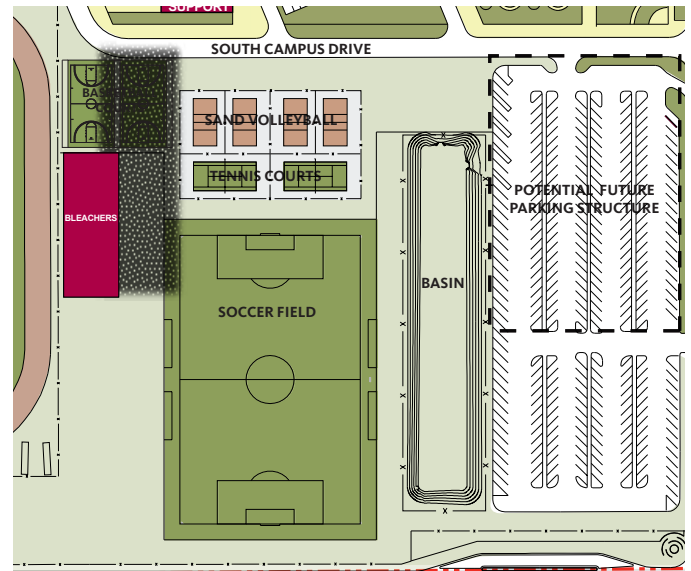 SUPPORT
SOUTH CAMPUS DRIVE
SAND VOLLEYBALL
TENNIS COURTS
BLEACHERS
POTENTIAL FUTURE
PARKING STRUCTURE
BASIN
SOCCER FIELD